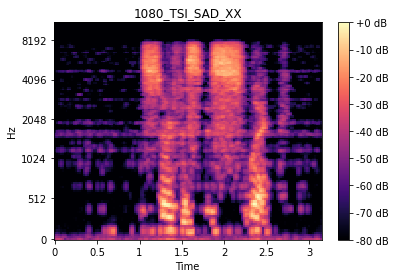 1080_TSI_SAD_XX
8192
4096
2048
1024
512
0
Hz
0
0.5
1
1.5
2
2.5
3
Time
+0 dB
-10 dB
-20 dB
-30 dB
-40 dB
-50 dB
-60 dB
-70 dB
-80 dB